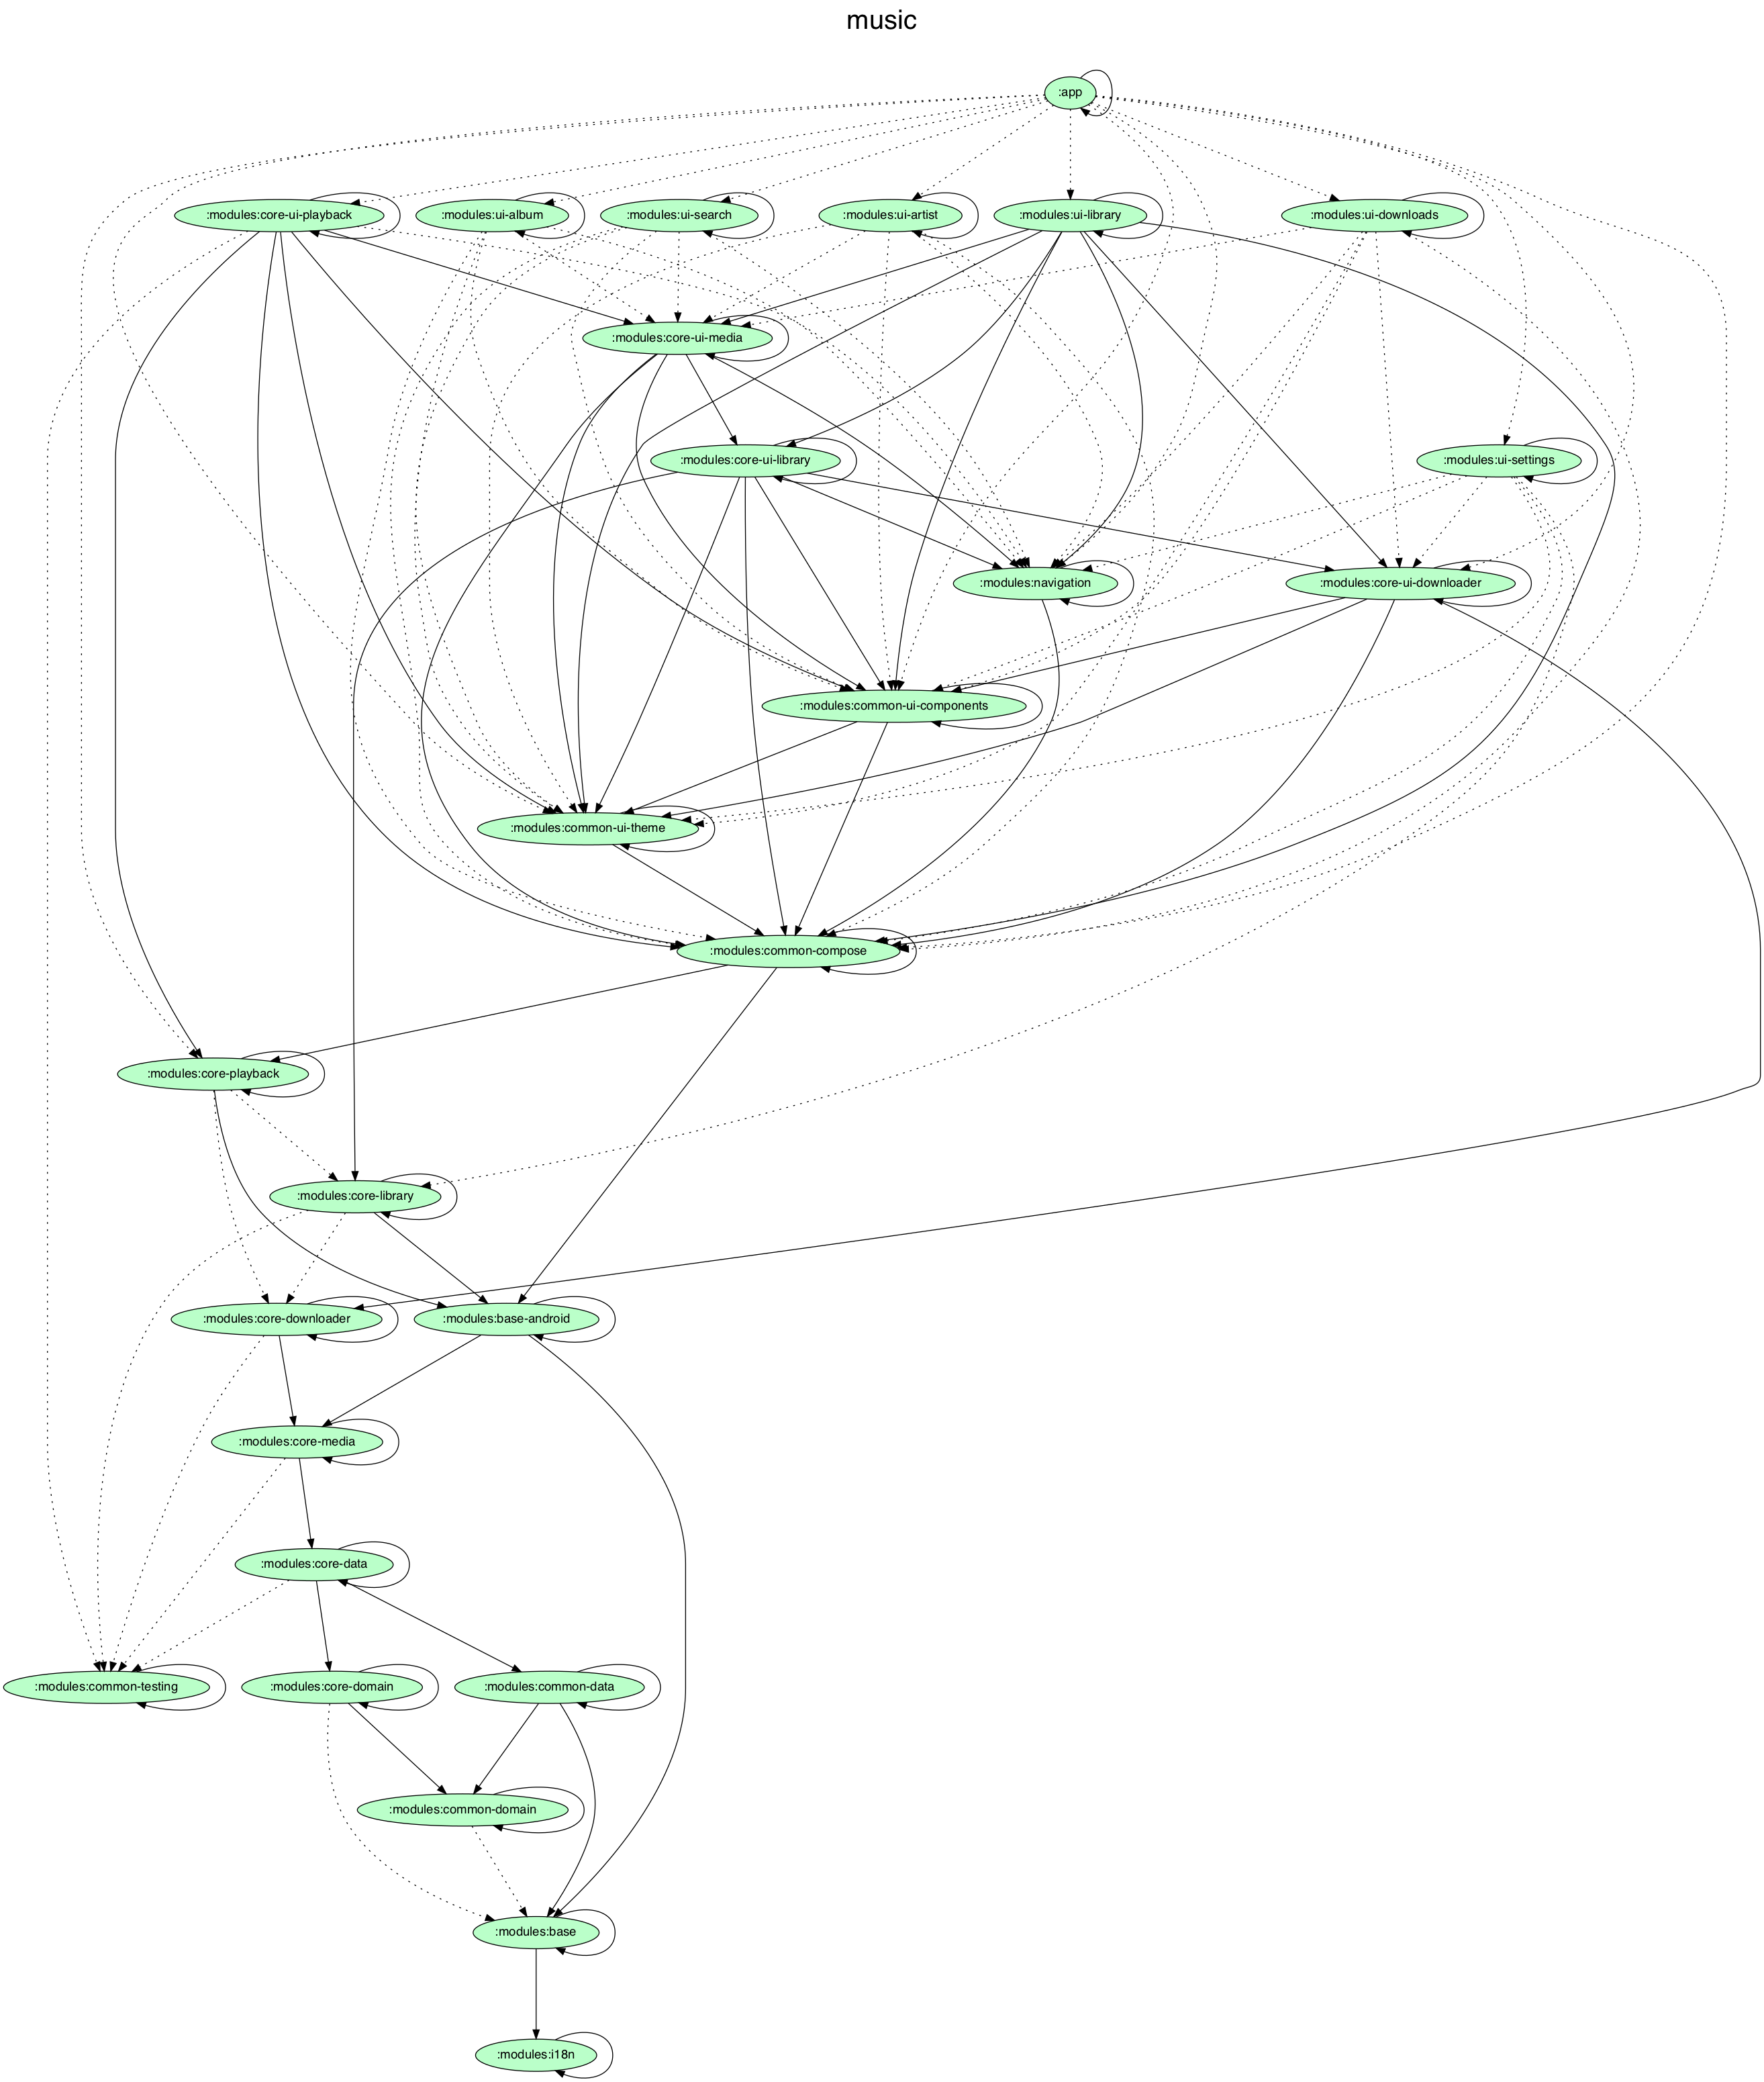 music
:app
:modules:core-ui-playback
:modules:ui-album
:modules:ui-search
:modules:ui-artist
:modules:ui-library
:modules:ui-downloads
:modules:core-ui-media
:modules:core-ui-library
:modules:ui-settings
:modules:navigation
:modules:core-ui-downloader
:modules:common-ui-components
:modules:common-ui-theme
:modules:common-compose
:modules:core-playback
:modules:core-library
:modules:core-downloader
:modules:base-android
:modules:core-media
:modules:core-data
:modules:common-testing
:modules:core-domain
:modules:common-data
:modules:common-domain
:modules:base
:modules:i18n